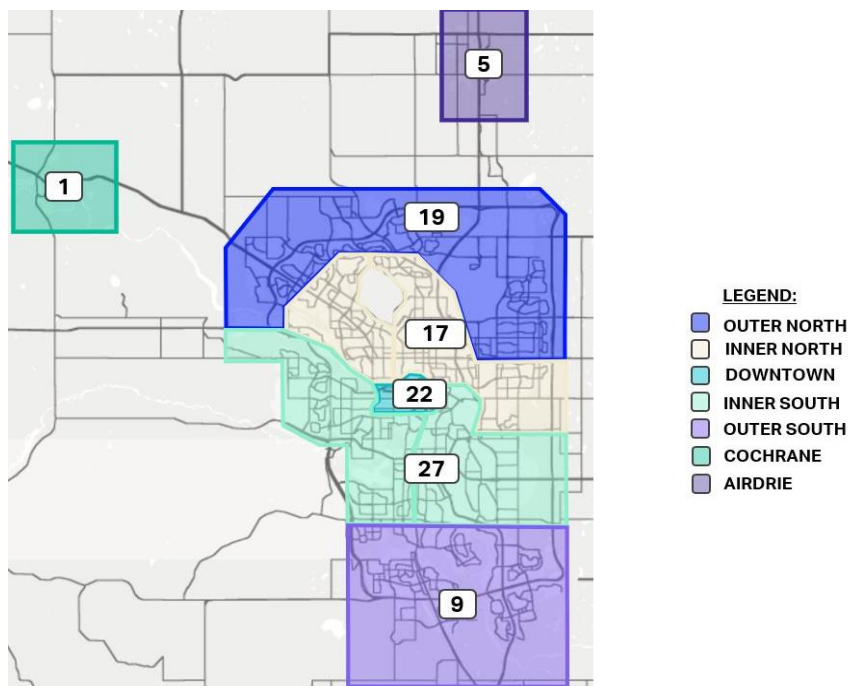 5
1
19
17
22
27
9
LEGEND:
OUTER NORTH
INNER NORTH
DOWNTOWN
INNER SOUTH
OUTER SOUTH
COCHRANE
AIRDRIE